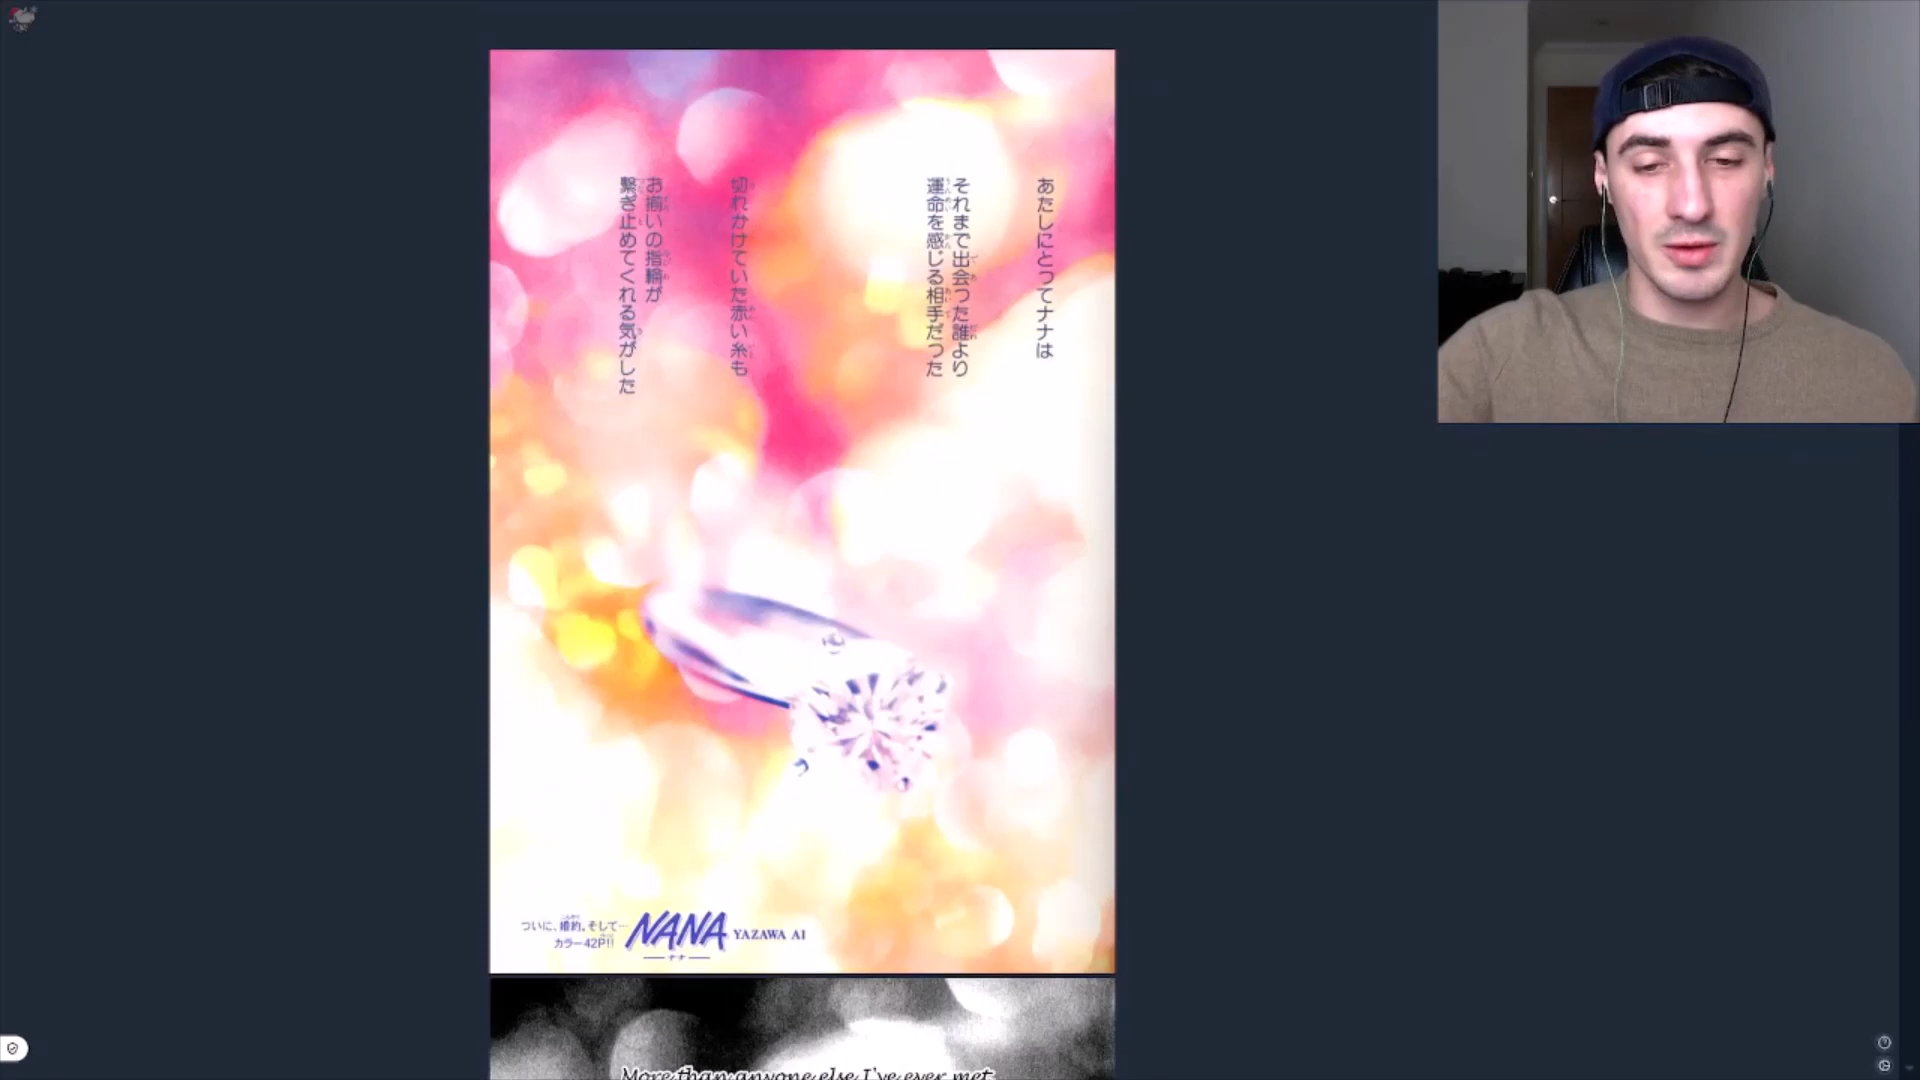 あたしにとってナナは
それまで出会った誰より
運命を感じる相手だった
切れかけていた赤い糸も
お揃いの指輪が
繋ぎ止めてくれる気がした
ついに、婚約。そして…
カラー42P!!
NANA
ナナ
YAZAWA AI
More than anyone else I've ever met